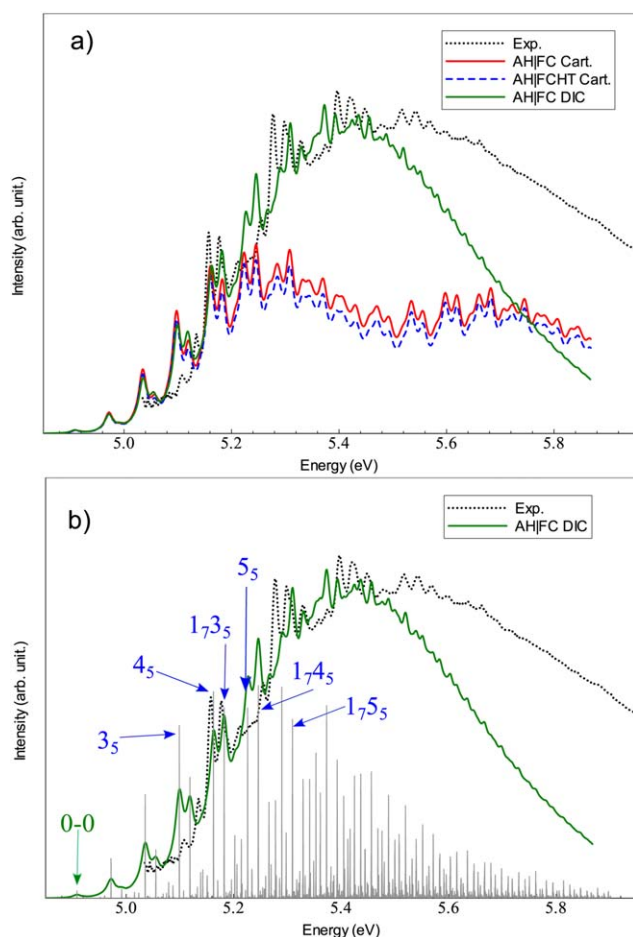 a)
Exp.
AH|FC Cart.
AH|FCHT Cart.
AH|FC DIC
Intensity (arb. unit.)
5.0 5.2 5.4 5.6 5.8
Energy (eV)
b)
Exp.
AH|FC DIC
Intensity (arb. unit.)
5₅
1₇3₅
4₅
1₇4₅
3₅
1₇5₅
0-0
5.0 5.2 5.4 5.6 5.8
Energy (eV)